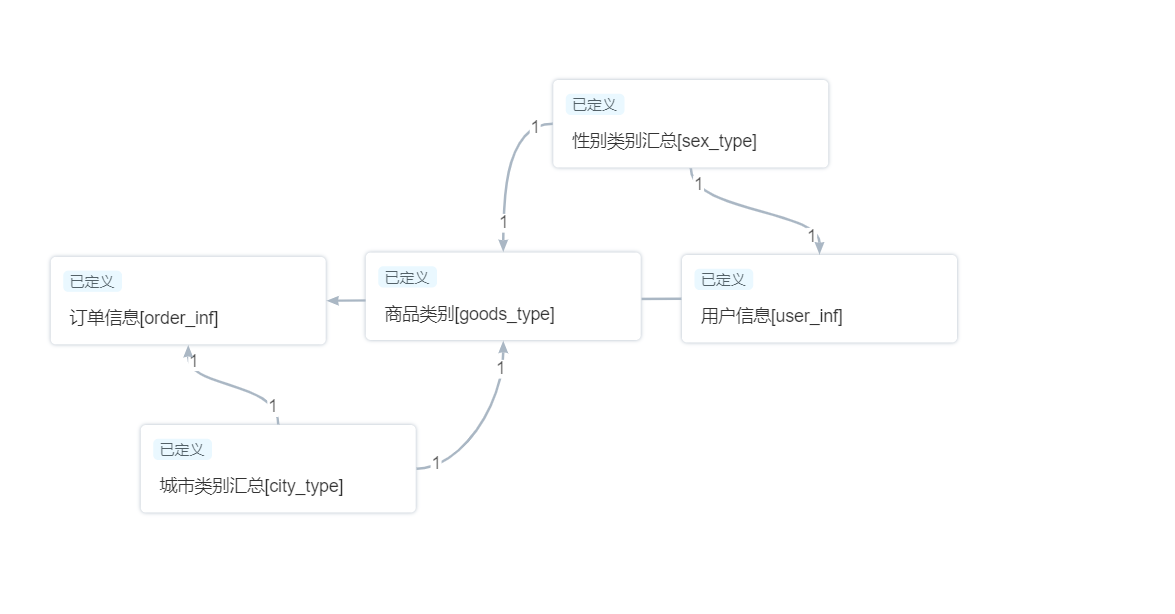 已定义
性别类别汇总[sex_type]
1
1
1
1
已定义
订单信息[order_inf]
已定义
商品类别[goods_type]
已定义
用户信息[user_inf]
1
1
1
1
已定义
城市类别汇总[city_type]